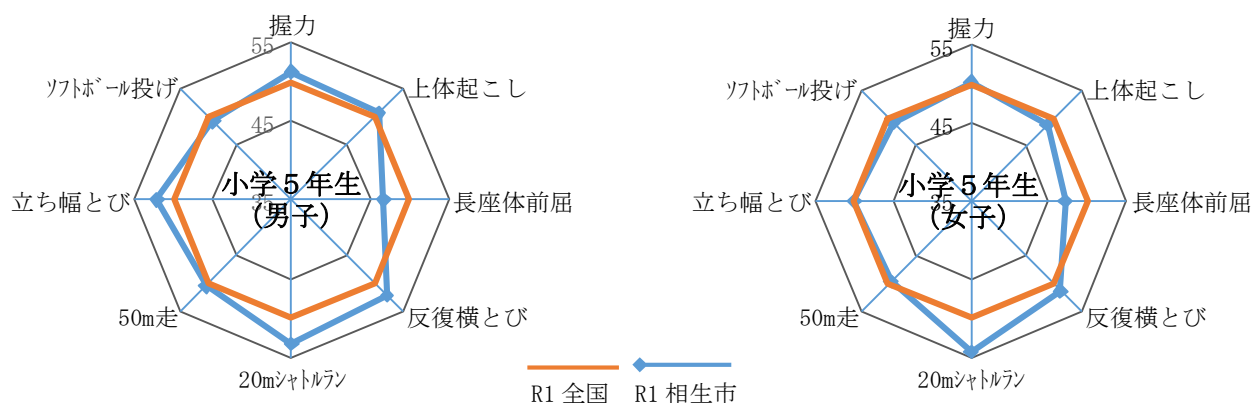 握力
55
ｿﾌﾄﾎﾞｰﾙ投げ
上体起こし
45
立ち幅とび
小学５年生
35
(男子)
長座体前屈
50m走
反復横とび
20mｼｬﾄﾙﾗﾝ
握力
55
ｿﾌﾄﾎﾞｰﾙ投げ
上体起こし
45
立ち幅とび
小学５年生
35
(女子)
長座体前屈
50m走
反復横とび
20mｼｬﾄﾙﾗﾝ
R1 全国
R1 相生市